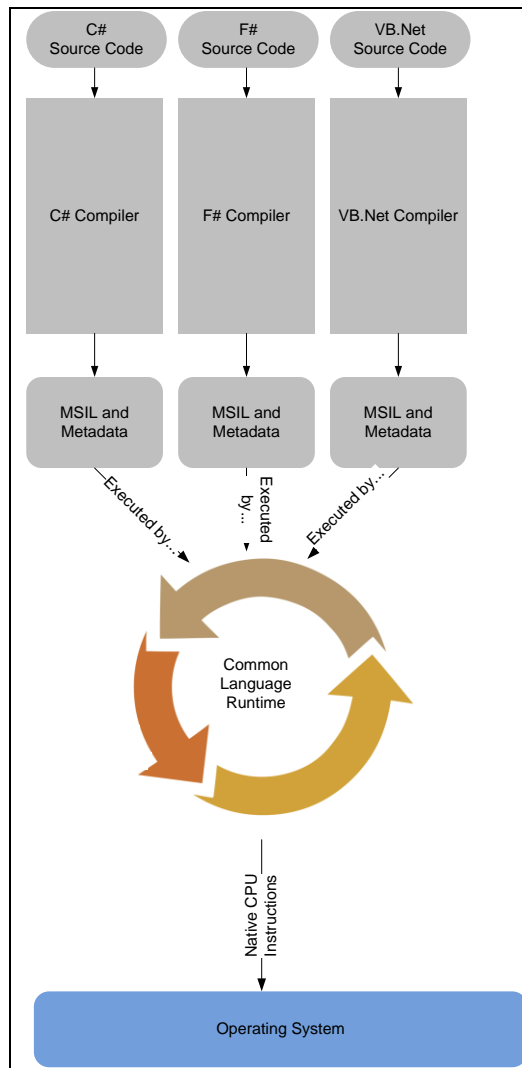 C#
Source Code
F#
Source Code
VB.Net
Source Code
C# Compiler
F# Compiler
VB.Net Compiler
MSIL and
Metadata
MSIL and
Metadata
MSIL and
Metadata
Executed by...
Executed
by...
Executed by...
Common
Language
Runtime
Native CPU
Instructions
Operating System